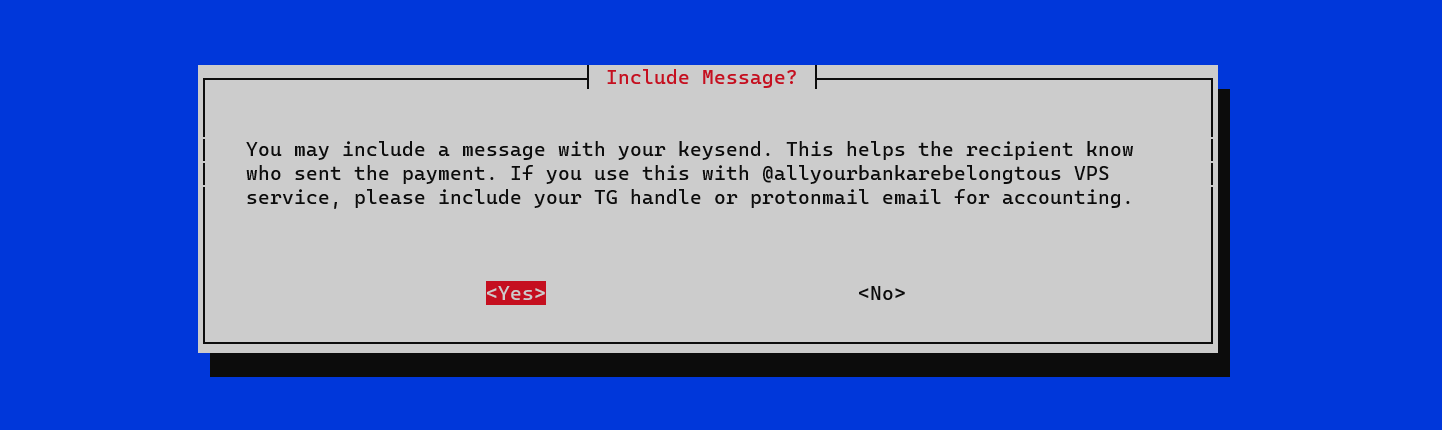 Include Message?
You may include a message with your keysend. This helps the recipient know
who sent the payment. If you use this with @allyourbankarebelongtous VPS
service, please include your TG handle or protonmail email for accounting.
<Yes> <No>